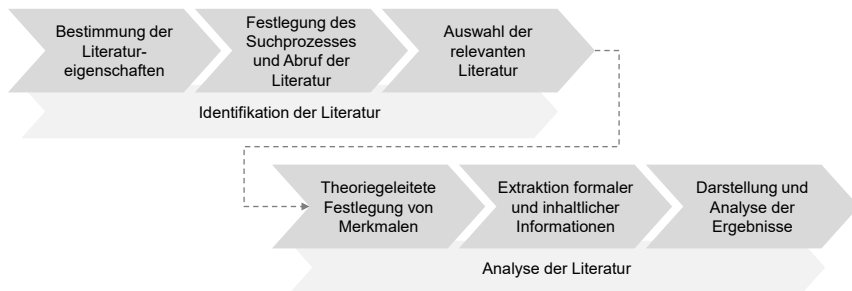 Bestimmung der
Literatur-
eigenschaften
Festlegung des
Suchprozesses
und Abruf der
Literatur
Auswahl der
relevanten
Literatur
Identifikation der Literatur
Theoriegeleitete
Festlegung von
Merkmalen
Extraktion formaler
und inhaltlicher
Informationen
Darstellung und
Analyse der
Ergebnisse
Analyse der Literatur